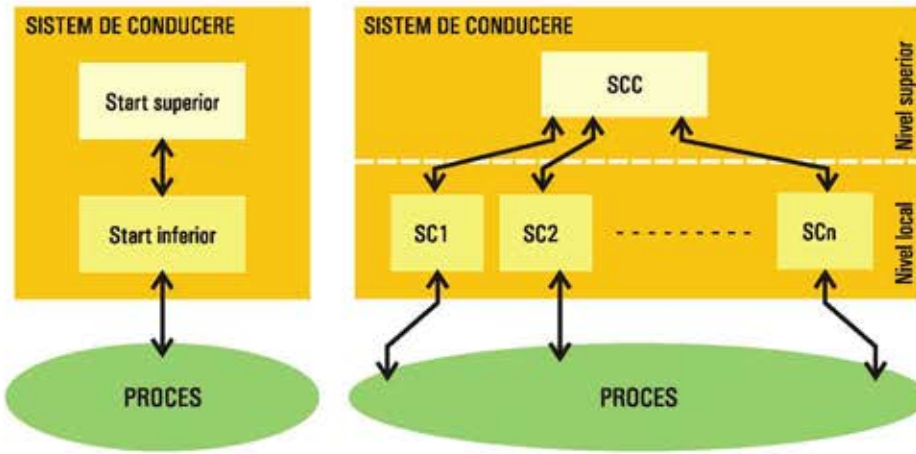 SISTEM DE CONDUCERE
Start superior
Start inferior
PROCES
SISTEM DE CONDUCERE
SCC
Nivel superior
SC1
SC2
SCn
Nivel local
PROCES